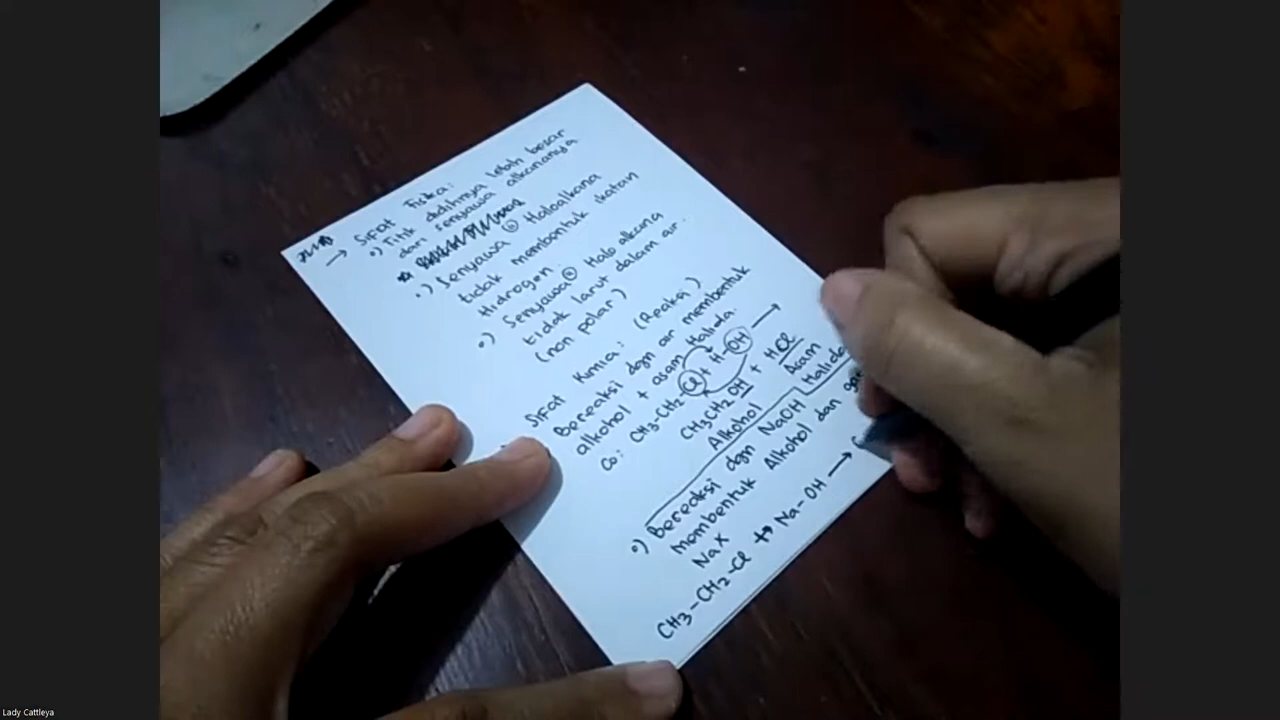 → Sifat Fisika:
•) Titik didihnya lebih besar
dari senyawa alkananya
•) Senyawa (2) Haloalkana
tidak membentuk ikatan
Hidrogen.
•) Senyawa (2) Halo alkana
tidak larut dalam air.
(non polar)
Sifat Kimia: (Reaksi)
Bereaksi dgn air membentuk
alkohol + asam Halida.
Co: CH3-CH2-Cl + H-OH →
CH3CH2OH + HCl
Alkohol Asam
Halida
•) Bereaksi dgn NaOH
membentuk Alkohol dan
NaX
CH3-CH2-Cl + Na-OH →
Lady Cattleya